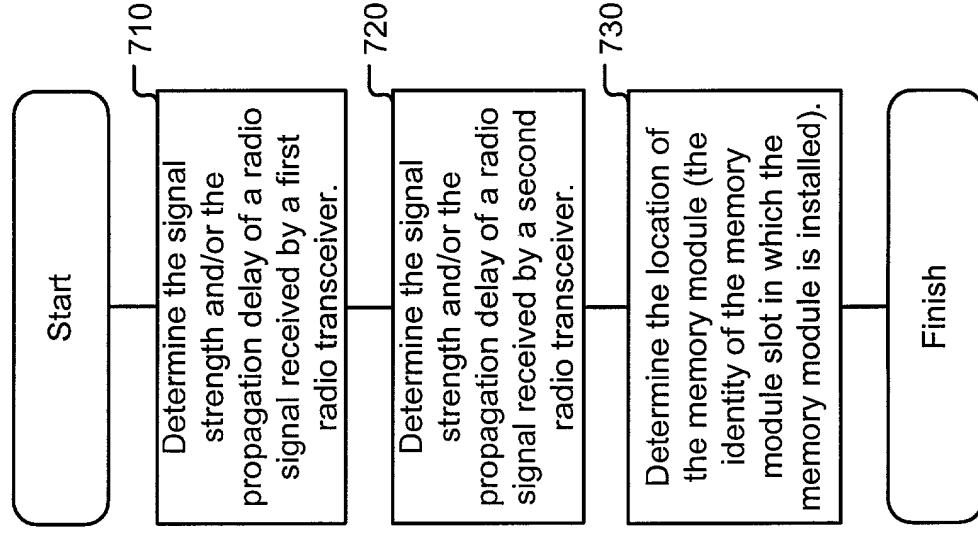 Start
710
Determine the signal
strength and/or the
propagation delay of a radio
signal received by a first
radio transceiver.
720
Determine the signal
strength and/or the
propagation delay of a radio
signal received by a second
radio transceiver.
730
Determine the location of
the memory module (the
identity of the memory
module slot in which the
memory module is installed).
Finish